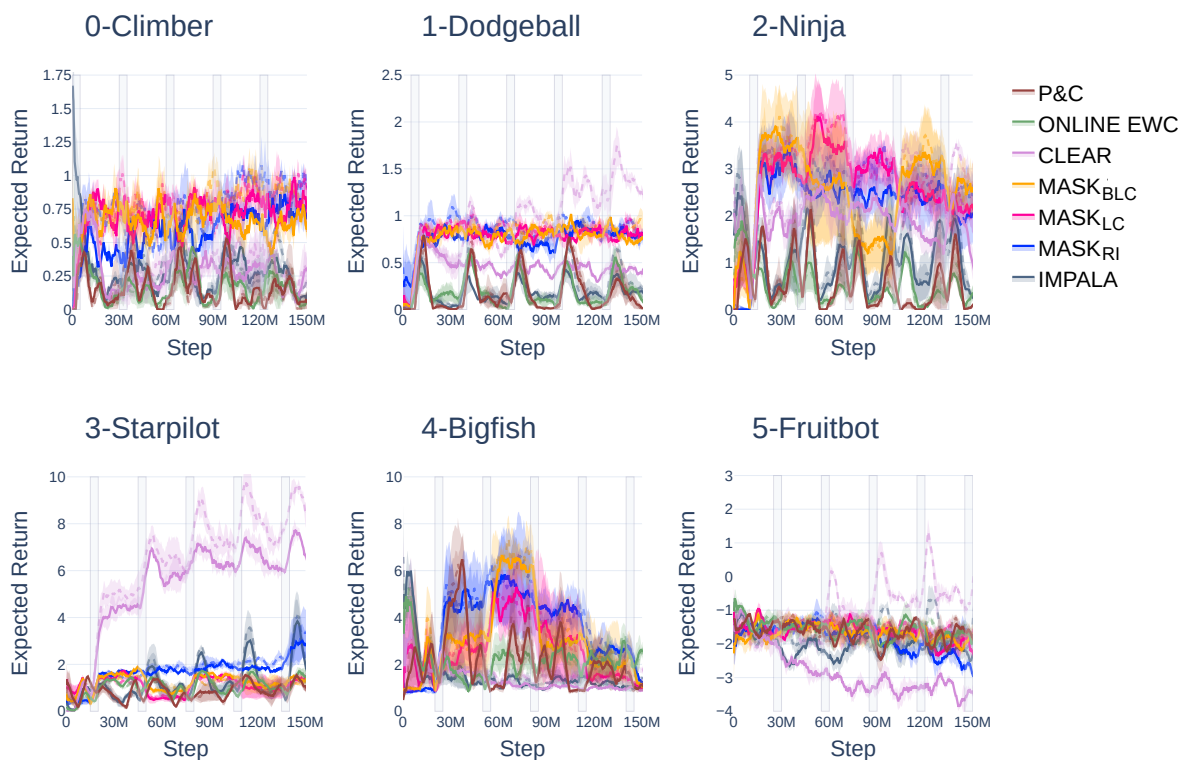 0-Climber
1-Dodgeball
2-Ninja
Expected Return
1.75
1.5
1.25
1
0.75
0.5
0.25
0
0
30M
60M
90M
120M
150M
Step
Expected Return
2.5
2
1.5
1
0.5
0
0
30M
60M
90M
120M
150M
Step
Expected Return
5
4
3
2
1
0
0
30M
60M
90M
120M
150M
Step
P&C
ONLINE EWC
CLEAR
MASK_BLC
MASK_LC
MASK_RI
IMPALA
3-Starpilot
4-Bigfish
5-Fruitbot
Expected Return
10
8
6
4
2
0
0
30M
60M
90M
120M
150M
Step
Expected Return
10
8
6
4
2
0
0
30M
60M
90M
120M
150M
Step
Expected Return
3
2
1
0
−1
−2
−3
−4
0
30M
60M
90M
120M
150M
Step